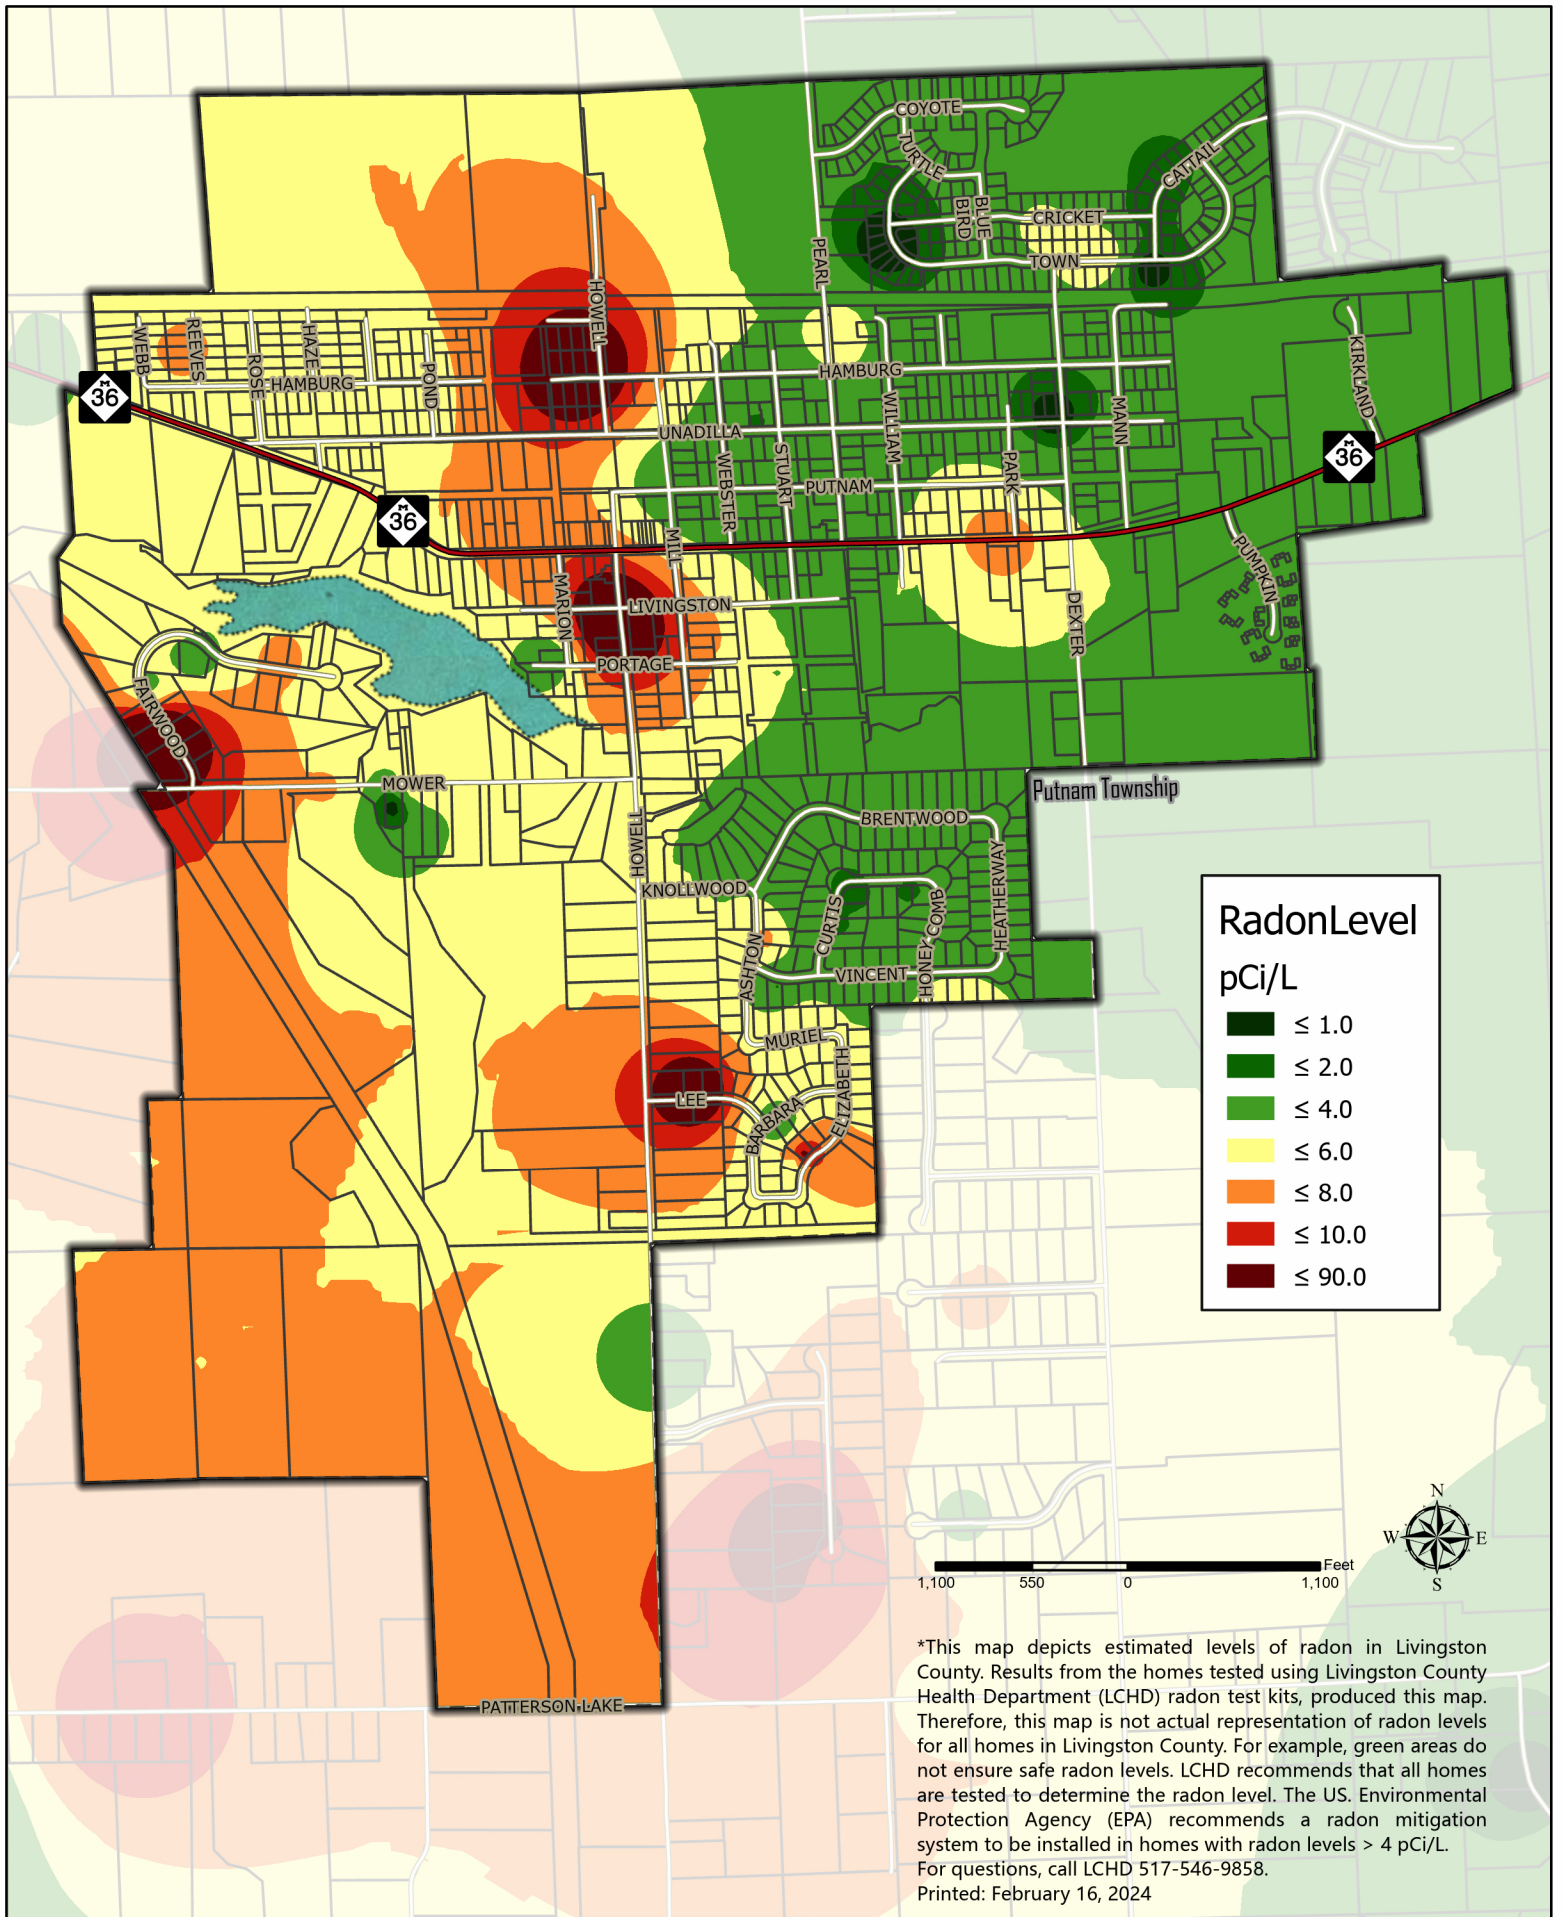 COYOTE
TURTLE
CATTAIL
BLUE
BIRD
CRICKET
TOWN
PEARL
HOWELL
WEBB
REEVES
ROSE
HAZE
POND
HAMBURG
HAMBURG
KIRKLAND
M
36
WILLIAM
MANN
UNADILLA
WEBSTER
STUART
PUTNAM
PARK
M
36
M
36
MILL
PUMPKIN
MARION
LIVINGSTON
DEXTER
PORTAGE
FAIRWOOD
MOWER
Putnam Township
HOWELL
BRENTWOOD
HEATHERWAY
KNOLLWOOD
CURTIS
HONEY COMB
ASHTON
VINCENT
MURIEL
ELIZABETH
LEE
BARBARA
RadonLevel
pCi/L
≤ 1.0
≤ 2.0
≤ 4.0
≤ 6.0
≤ 8.0
≤ 10.0
≤ 90.0
N
W E
S
Feet
1,100 550 0 1,100
PATTERSON LAKE
*This map depicts estimated levels of radon in Livingston
County. Results from the homes tested using Livingston County
Health Department (LCHD) radon test kits, produced this map.
Therefore, this map is not actual representation of radon levels
for all homes in Livingston County. For example, green areas do
not ensure safe radon levels. LCHD recommends that all homes
are tested to determine the radon level. The US. Environmental
Protection Agency (EPA) recommends a radon mitigation
system to be installed in homes with radon levels > 4 pCi/L.
For questions, call LCHD 517-546-9858.
Printed: February 16, 2024